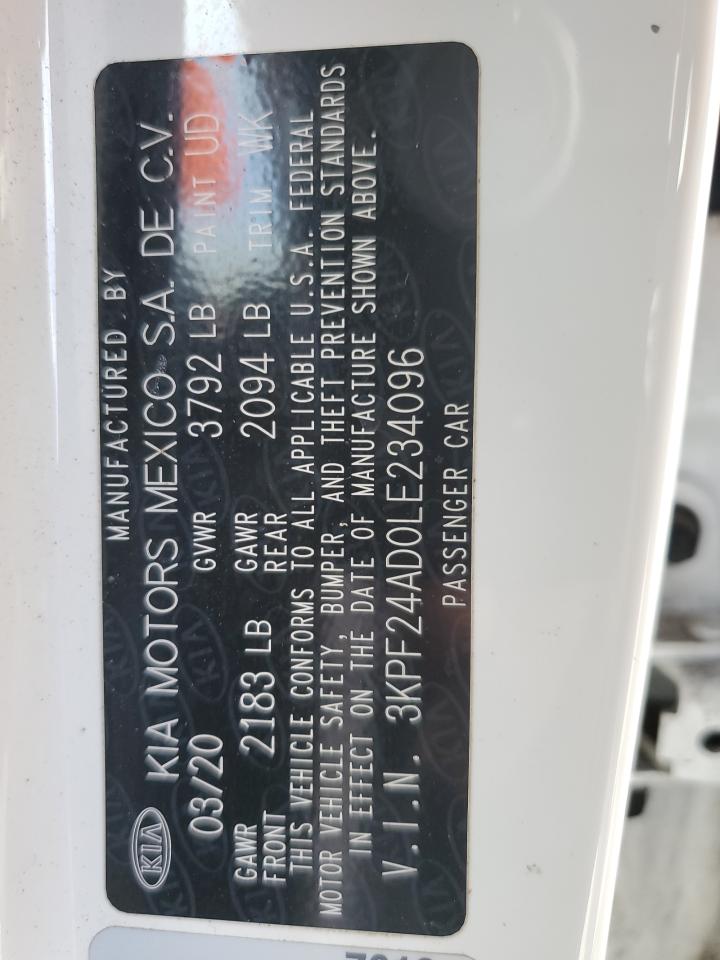 MANUFACTURED BY
KIA KIA MOTORS MEXICO S.A. DE C.V.
03/20 GVWR 3792 LB PAINT UD
GAWR FRONT 2183 LB GAWR REAR 2094 LB TRIM WK
THIS VEHICLE CONFORMS TO ALL APPLICABLE U.S.A. FEDERAL
MOTOR VEHICLE SAFETY, BUMPER, AND THEFT PREVENTION STANDARDS
IN EFFECT ON THE DATE OF MANUFACTURE SHOWN ABOVE.
V.I.N. 3KPF24AD0LE234096
PASSENGER CAR